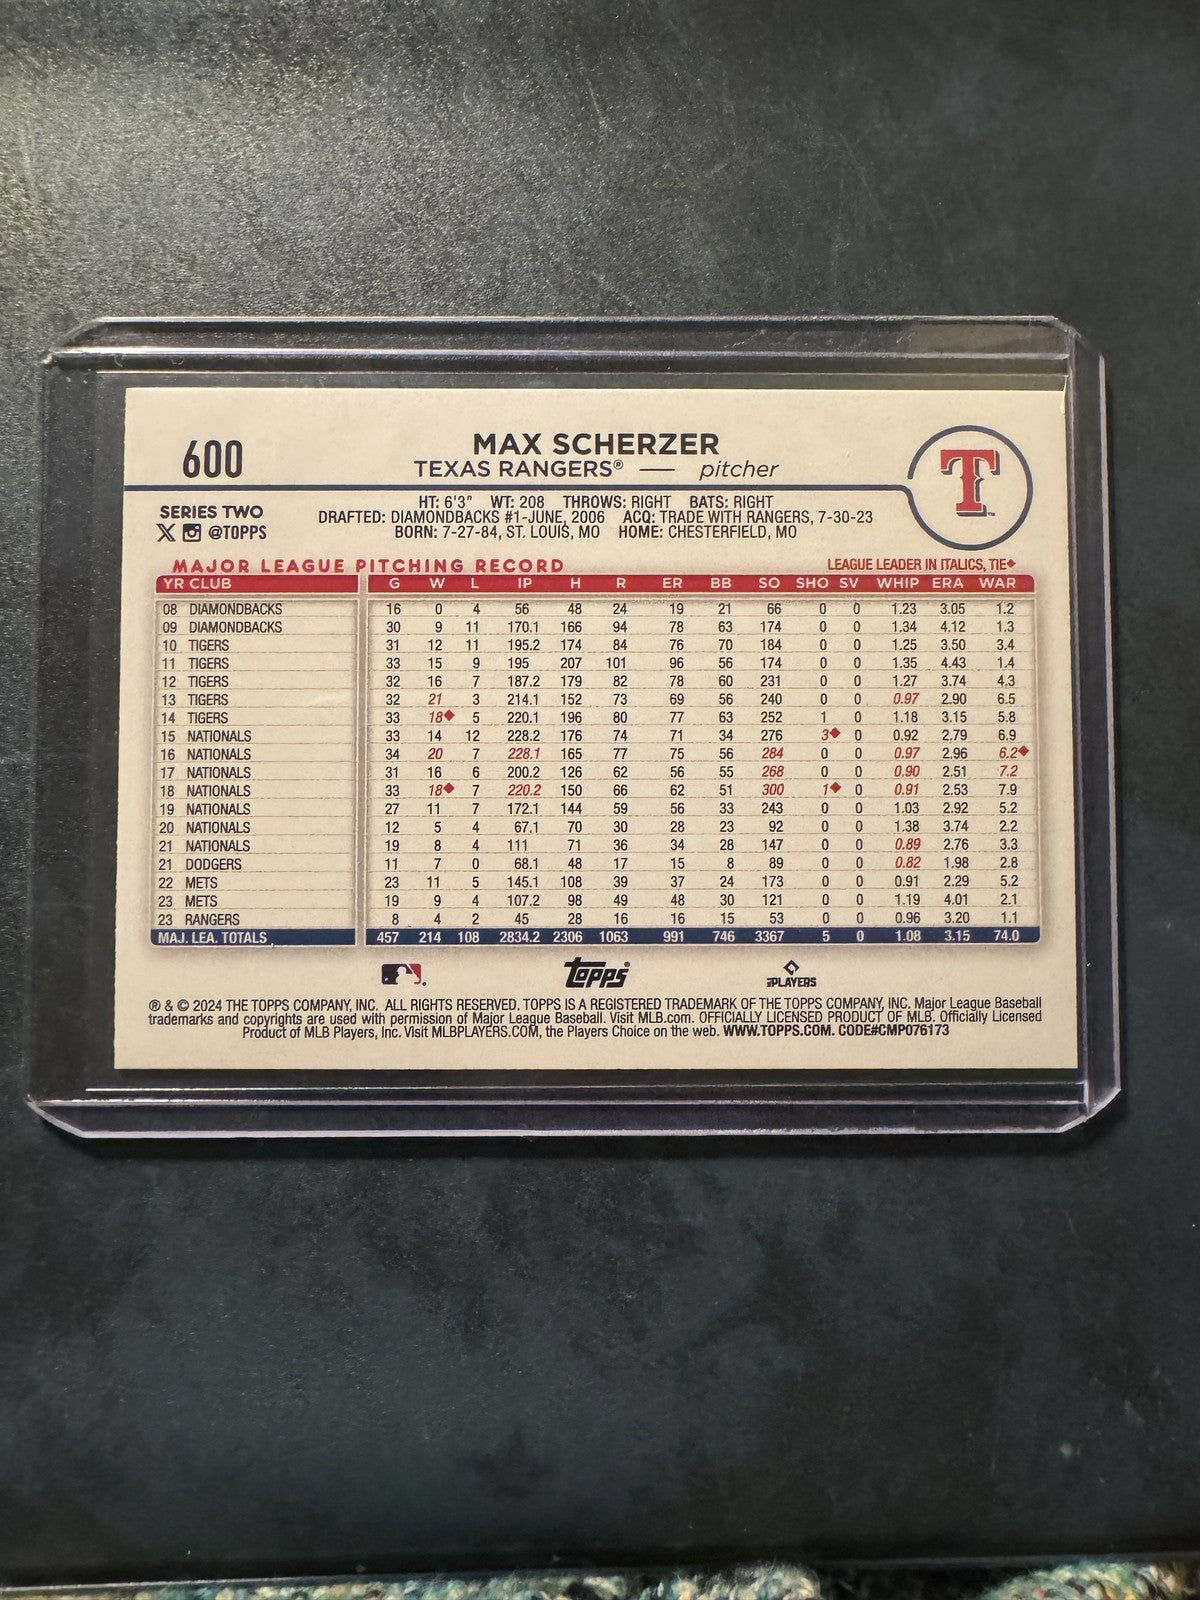 600
MAX SCHERZER
TEXAS RANGERS® — pitcher
T
SERIES TWO
@TOPPS
HT: 6'3" WT: 208 THROWS: RIGHT BATS: RIGHT
DRAFTED: DIAMONDBACKS #1-JUNE, 2006 ACQ: TRADE WITH RANGERS, 7-30-23
BORN: 7-27-84, ST. LOUIS, MO HOME: CHESTERFIELD, MO
MAJOR LEAGUE PITCHING RECORD LEAGUE LEADER IN ITALICS, TIE◆
YR CLUB G W L IP H R ER BB SO SHO SV WHIP ERA WAR
08 DIAMONDBACKS 16 0 4 56 48 24 19 21 66 0 0 1.23 3.05 1.2
09 DIAMONDBACKS 30 9 11 170.1 166 94 78 63 174 0 0 1.34 4.12 1.3
10 TIGERS 31 12 11 195.2 174 84 76 70 184 0 0 1.25 3.50 3.4
11 TIGERS 33 15 9 195 207 101 96 56 174 0 0 1.35 4.43 1.4
12 TIGERS 32 16 7 187.2 179 82 78 60 231 0 0 1.27 3.74 4.3
13 TIGERS 32 21 3 214.1 152 73 69 56 240 0 0 0.97 2.90 6.5
14 TIGERS 33 18◆ 5 220.1 196 80 77 63 252 1 0 1.18 3.15 5.8
15 NATIONALS 33 14 12 228.2 176 74 71 34 276 3◆ 0 0.92 2.79 6.9
16 NATIONALS 34 20 7 228.1 165 77 75 56 284 0 0 0.97 2.96 6.2◆
17 NATIONALS 31 16 6 200.2 126 62 56 55 268 0 0 0.90 2.51 7.2
18 NATIONALS 33 18◆ 7 220.2 150 66 62 51 300 1◆ 0 0.91 2.53 7.9
19 NATIONALS 27 11 7 172.1 144 59 56 33 243 0 0 1.03 2.92 5.2
20 NATIONALS 12 5 4 67.1 70 30 28 23 92 0 0 1.38 3.74 2.2
21 NATIONALS 19 8 4 111 71 36 34 28 147 0 0 0.89 2.76 3.3
21 DODGERS 11 7 0 68.1 48 17 15 8 89 0 0 0.82 1.98 2.8
22 METS 23 11 5 145.1 108 39 37 24 173 0 0 0.91 2.29 5.2
23 METS 19 9 4 107.2 98 49 48 30 121 0 0 1.19 4.01 2.1
23 RANGERS 8 4 2 45 28 16 16 15 53 0 0 0.96 3.20 1.1
MAJ. LEA. TOTALS 457 214 108 2834.2 2306 1063 991 746 3367 5 0 1.08 3.15 74.0
Topps® PLAYERS
® & © 2024 THE TOPPS COMPANY, INC. ALL RIGHTS RESERVED. TOPPS IS A REGISTERED TRADEMARK OF THE TOPPS COMPANY, INC. Major League Baseball
trademarks and copyrights are used with permission of Major League Baseball. Visit MLB.com. OFFICIALLY LICENSED PRODUCT OF MLB. Officially Licensed
Product of MLB Players, Inc. Visit MLBPLAYERS.COM, the Players Choice on the web. WWW.TOPPS.COM. CODE#CMP076173